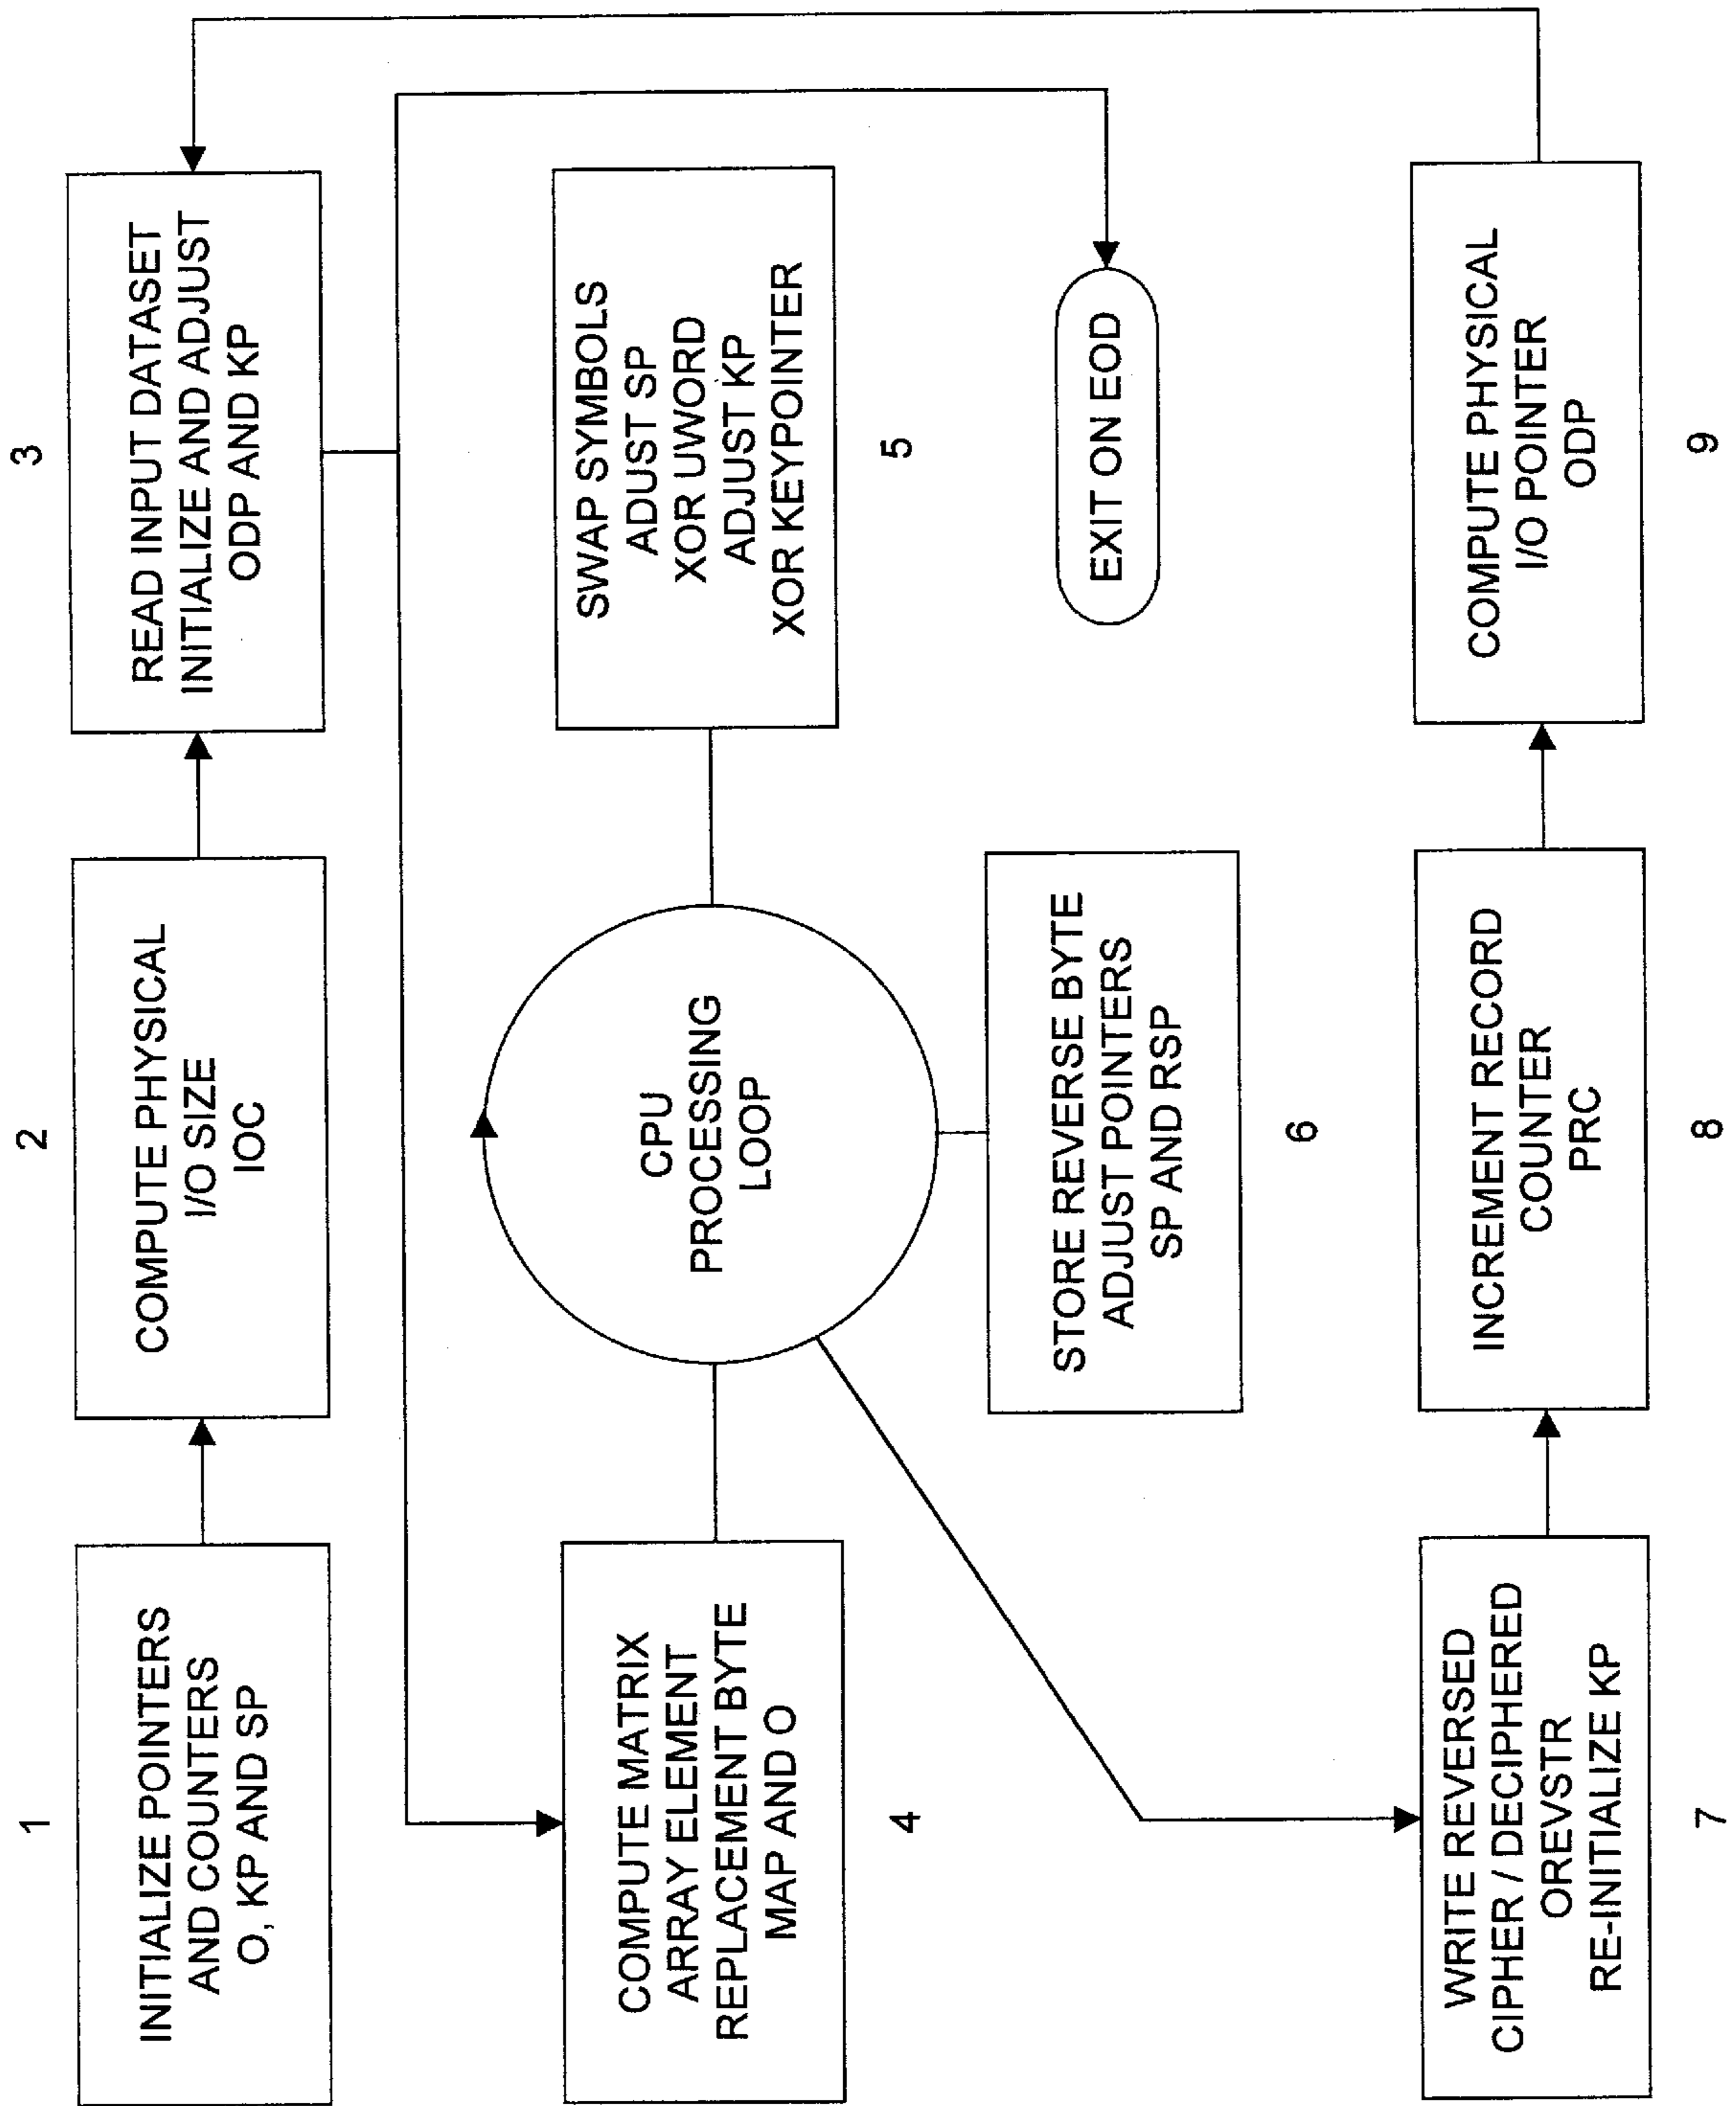 1
INITIALIZE POINTERS
AND COUNTERS
O, KP AND SP
2
COMPUTE PHYSICAL
I/O SIZE
IOC
3
READ INPUT DATASET
INITIALIZE AND ADJUST
ODP AND KP
COMPUTE MATRIX
ARRAY ELEMENT
REPLACEMENT BYTE
MAP AND O
4
CPU
PROCESSING
LOOP
SWAP SYMBOLS
ADUST SP
XOR UWORD
ADJUST KP
XOR KEYPOINTER
5
STORE REVERSE BYTE
ADJUST POINTERS
SP AND RSP
6
EXIT ON EOD
WRITE REVERSED
CIPHER / DECIPHERED
OREVSTR
RE-INITIALIZE KP
7
INCREMENT RECORD
COUNTER
PRC
8
COMPUTE PHYSICAL
I/O POINTER
ODP
9